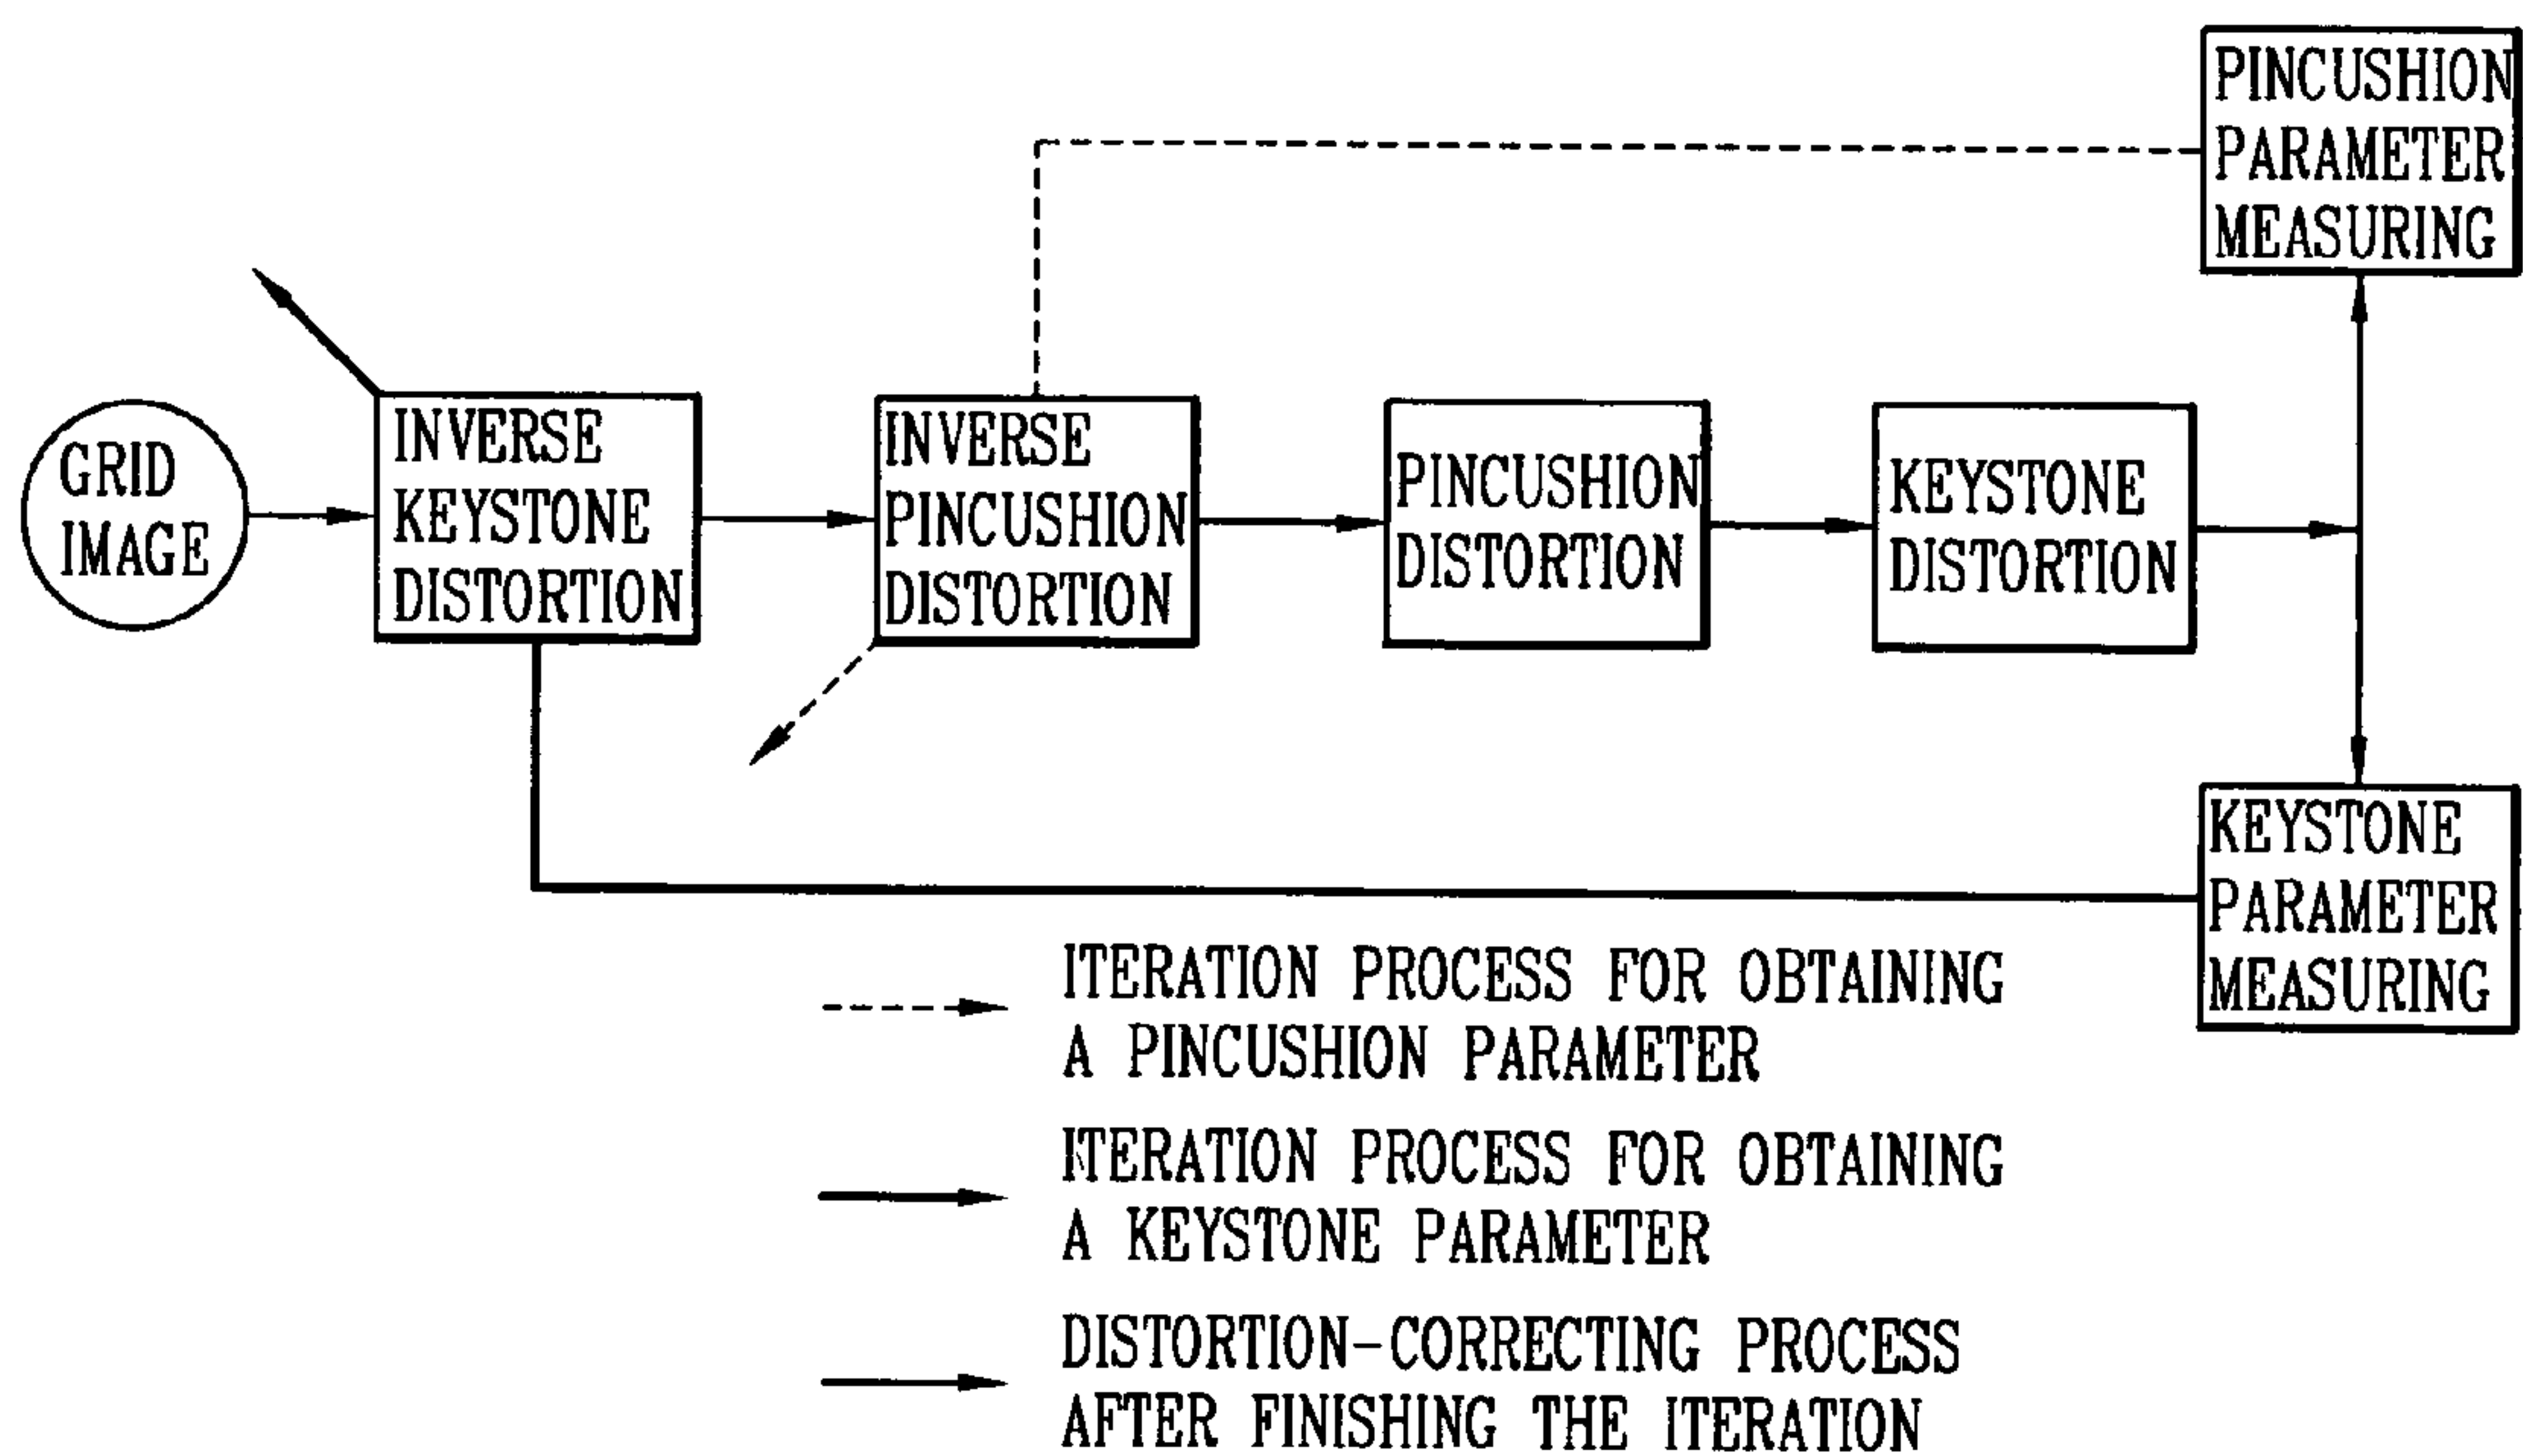 PINCUSHION
PARAMETER
MEASURING
GRID
IMAGE
INVERSE
KEYSTONE
DISTORTION
INVERSE
PINCUSHION
DISTORTION
PINCUSHION
DISTORTION
KEYSTONE
DISTORTION
KEYSTONE
PARAMETER
MEASURING
ITERATION PROCESS FOR OBTAINING
A PINCUSHION PARAMETER
ITERATION PROCESS FOR OBTAINING
A KEYSTONE PARAMETER
DISTORTION-CORRECTING PROCESS
AFTER FINISHING THE ITERATION